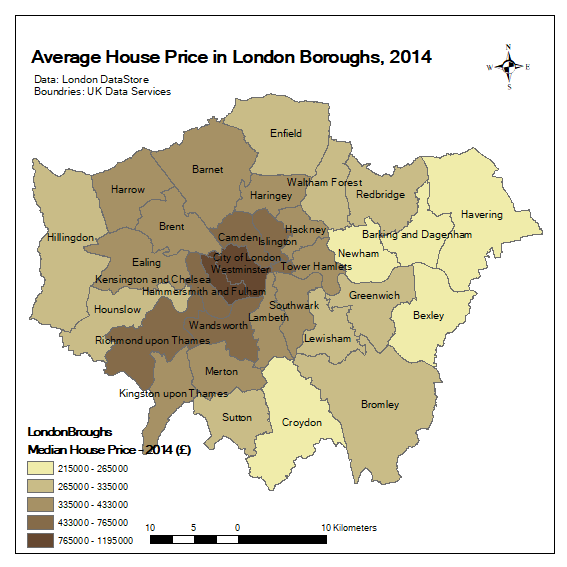 Average House Price in London Boroughs, 2014
Data: London DataStore
Boundries: UK Data Services
N
W E
S
Enfield
Barnet
Harrow
Haringey
Waltham Forest
Redbridge
Havering
Brent
Hillingdon
Camden
Islington
Hackney
Barking and Dagenham
Newham
Ealing
City of London
Westminster
Tower Hamlets
Kensington and Chelsea
Hammersmith and Fulham
Greenwich
Hounslow
Southwark
Lambeth
Bexley
Wandsworth
Richmond upon Thames
Lewisham
Merton
Kingston upon Thames
Bromley
Sutton
Croydon
LondonBroughs
Median House Price - 2014 (£)
215000 - 265000
265000 - 335000
335000 - 433000
433000 - 765000
765000 - 1195000
10 5 0 10 Kilometers